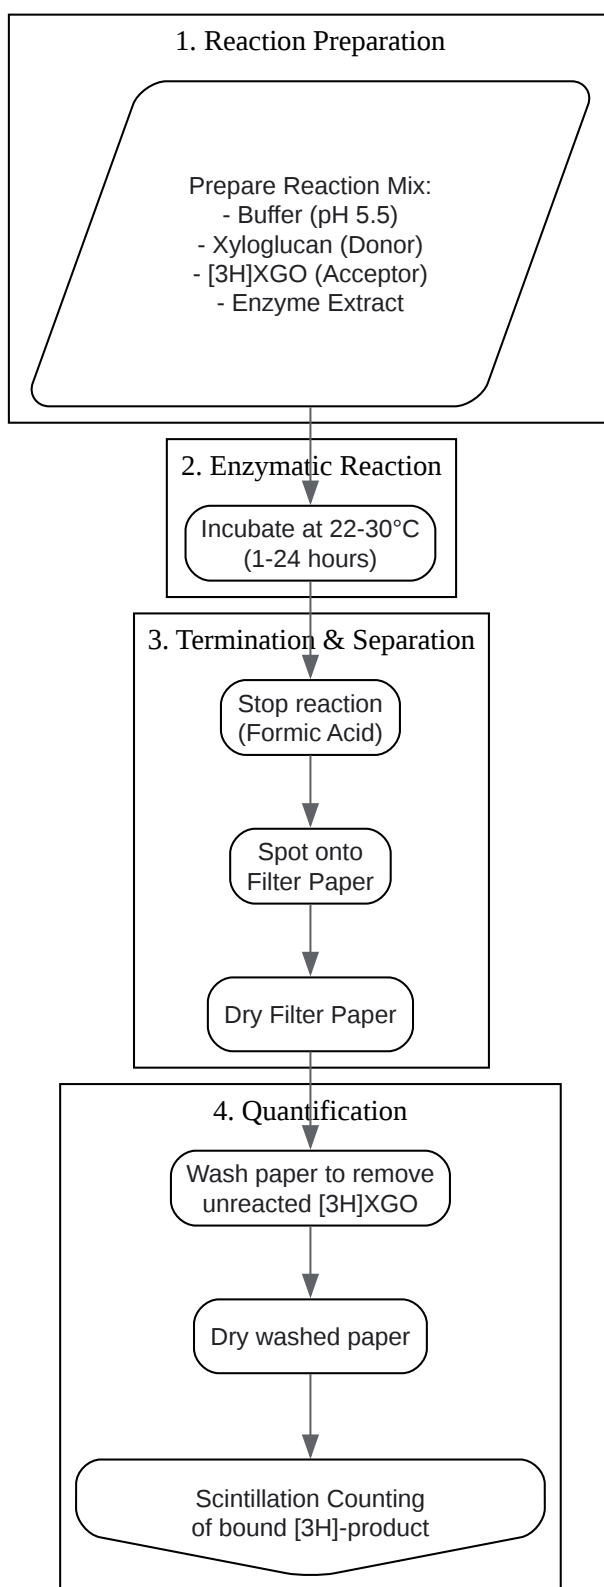 1. Reaction Preparation
Prepare Reaction Mix:
- Buffer (pH 5.5)
- Xyloglucan (Donor)
- [3H]XGO (Acceptor)
- Enzyme Extract
2. Enzymatic Reaction
Incubate at 22-30°C
(1-24 hours)
3. Termination & Separation
Stop reaction
(Formic Acid)
Spot onto
Filter Paper
Dry Filter Paper
4. Quantification
Wash paper to remove
unreacted [3H]XGO
Dry washed paper
Scintillation Counting
of bound [3H]-product